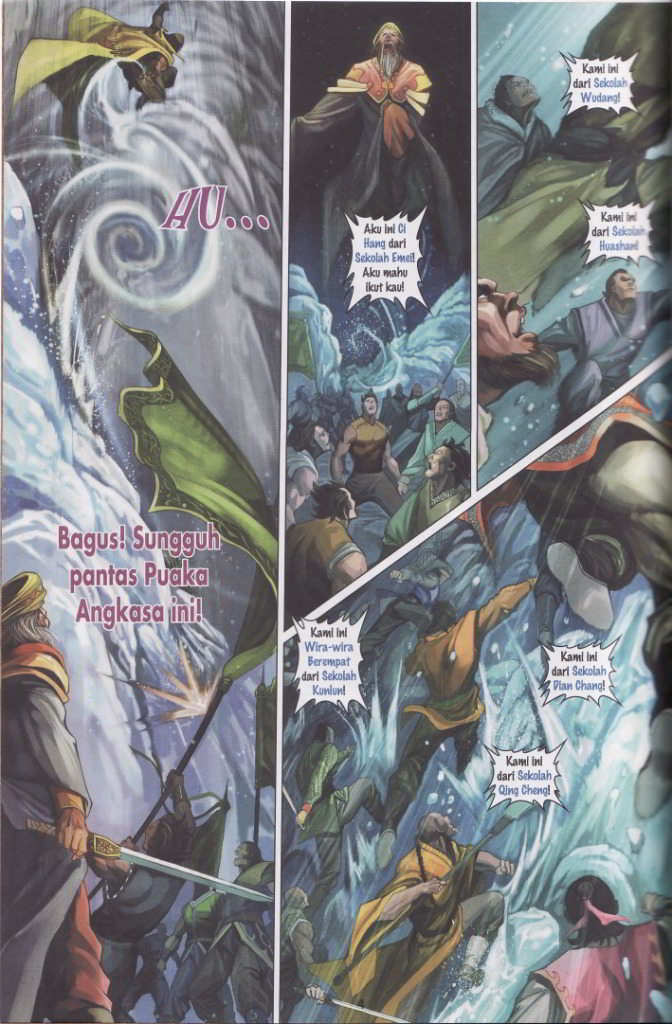 HU...
Bagus! Sungguh
pantas Puaka
Angkasa ini!
Aku ini Ci
Hang dari
Sekolah Emei!
Aku mahu
ikut kau!
Kami ini
dari Sekolah
Wudang!
Kami ini
dari Sekolah
Huashan!
Kami ini
Wira-wira
Berempat
dari Sekolah
Kunlun!
Kami ini
dari Sekolah
Dian Chang!
Kami ini
dari Sekolah
Qing Cheng!